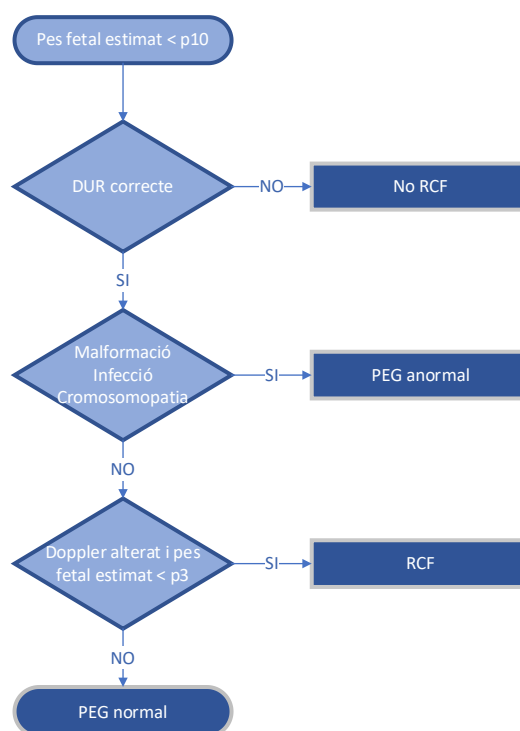 Pes fetal estimat < p10
DUR correcte
NO
No RCF
SI
Malformació
Infecció
Cromosomopatia
SI
PEG anormal
NO
Doppler alterat i pes
fetal estimat < p3
SI
RCF
NO
PEG normal